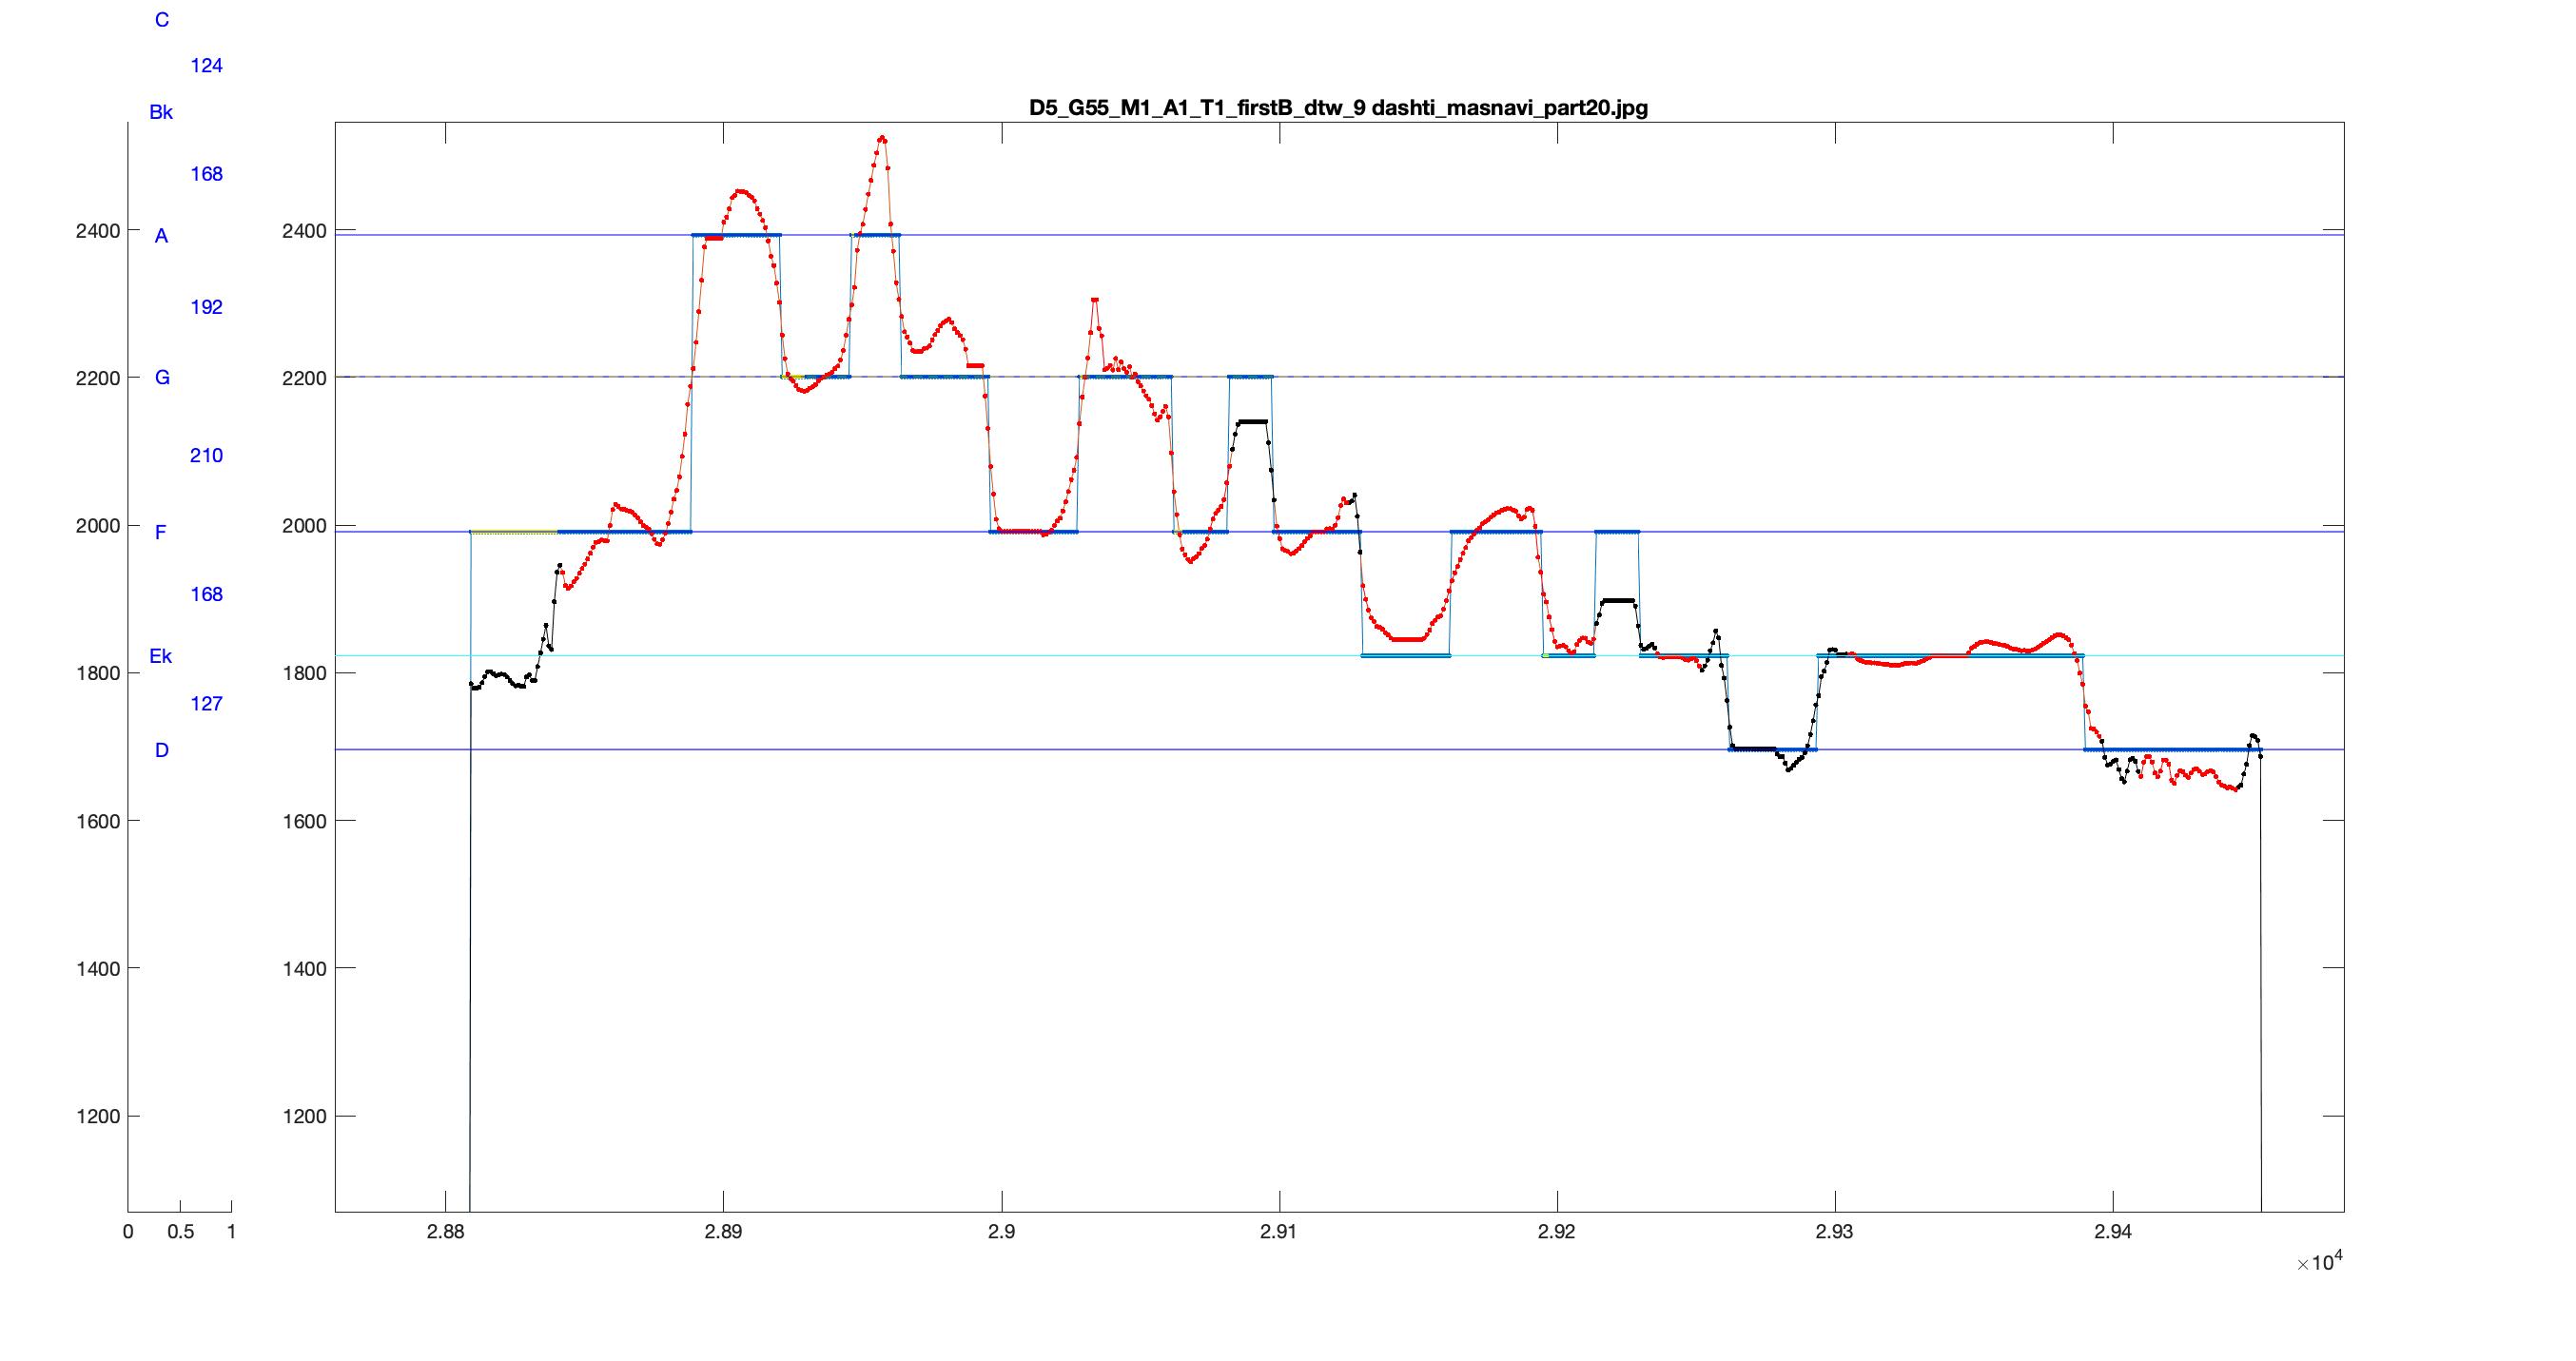 C
124
Bk
D5_G55_M1_A1_T1_firstB_dtw_9 dashti_masnavi_part20.jpg
168
2400 A 2400
192
2200 G 2200
210
2000 F 2000
168
Ek
1800 1800
127
D
1600 1600
1400 1400
1200 1200
0 0.5 1 2.88 2.89 2.9 2.91 2.92 2.93 2.94
×10⁴